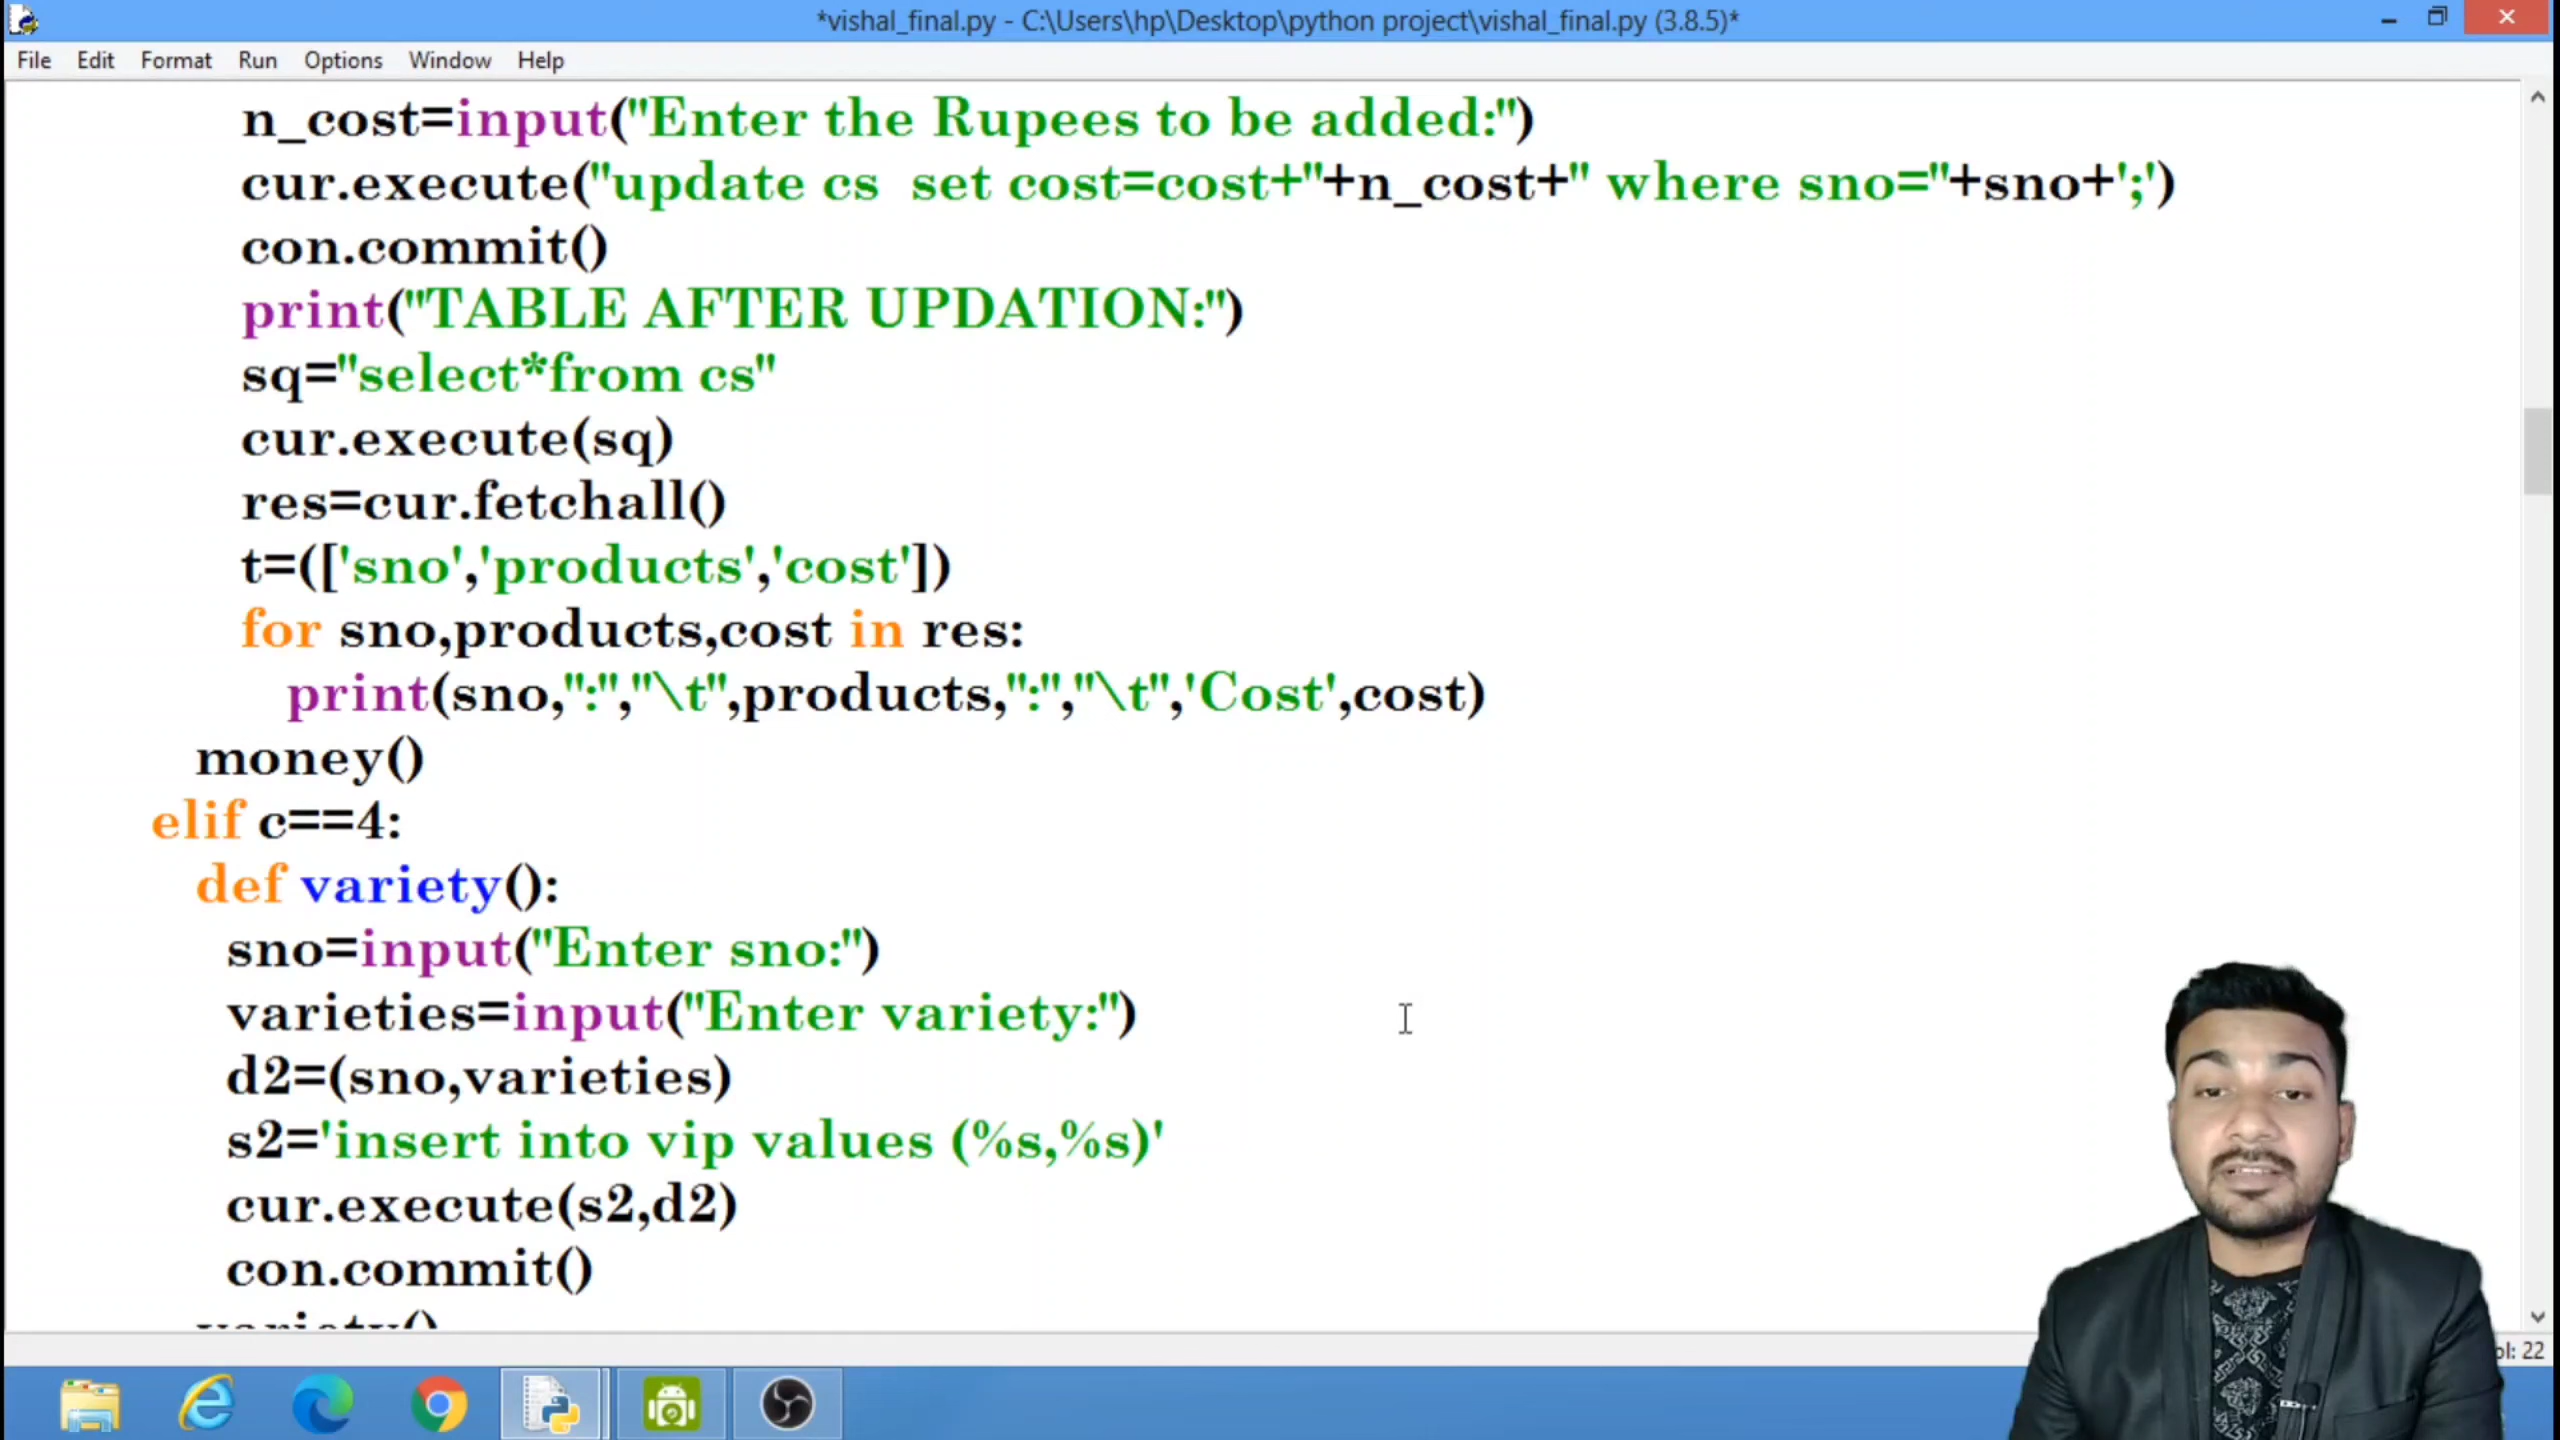 *vishal_final.py - C:\Users\hp\Desktop\python project\vishal_final.py (3.8.5)*
File Edit Format Run Options Window Help
n_cost=input("Enter the Rupees to be added:")
cur.execute("update cs  set cost=cost+"+n_cost+" where sno="+sno+';')
con.commit()
print("TABLE AFTER UPDATION:")
sq="select*from cs"
cur.execute(sq)
res=cur.fetchall()
t=(['sno','products','cost'])
for sno,products,cost in res:
print(sno,":","\t",products,":","\t",'Cost',cost)
money()
elif c==4:
def variety():
sno=input("Enter sno:")
varieties=input("Enter variety:")
d2=(sno,varieties)
s2='insert into vip values (%s,%s)'
cur.execute(s2,d2)
con.commit()
variety()
22